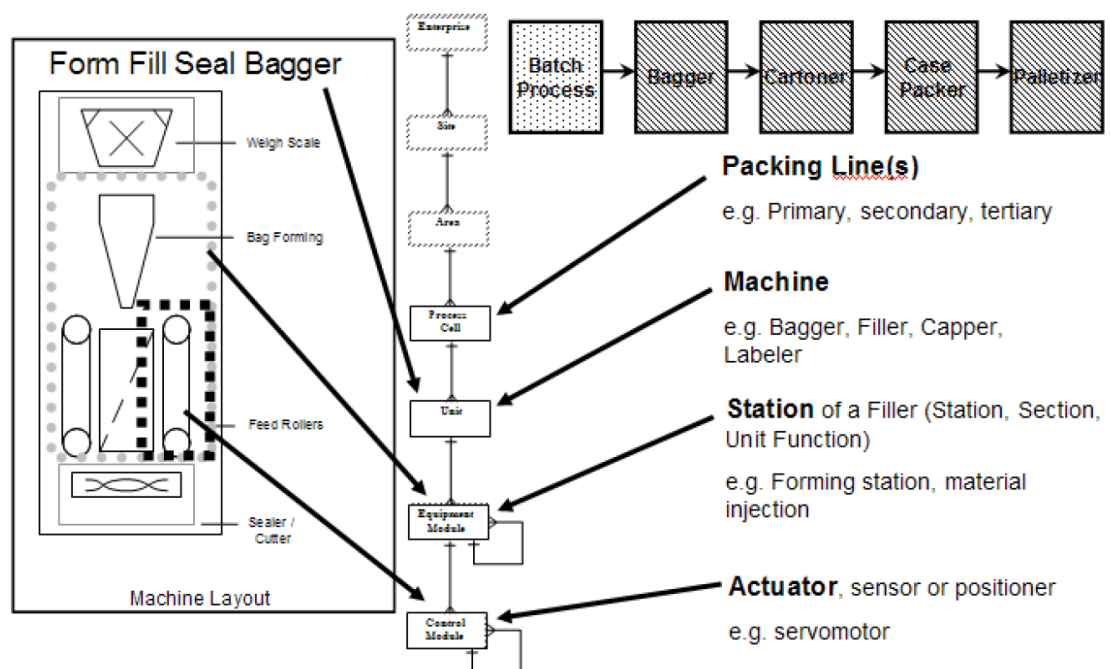 Form Fill Seal Bagger
Weigh Scale
Bag Forming
Feed Rollers
Sealer /
Cutter
Machine Layout
Enterprise
Site
Area
Process
Cell
Unit
Equipment
Module
Control
Module
Batch
Process
Bagger
Cartoner
Case
Packer
Palletizer
Packing Line(s)
e.g. Primary, secondary, tertiary
Machine
e.g. Bagger, Filler, Capper,
Labeler
Station of a Filler (Station, Section,
Unit Function)
e.g. Forming station, material
injection
Actuator, sensor or positioner
e.g. servomotor